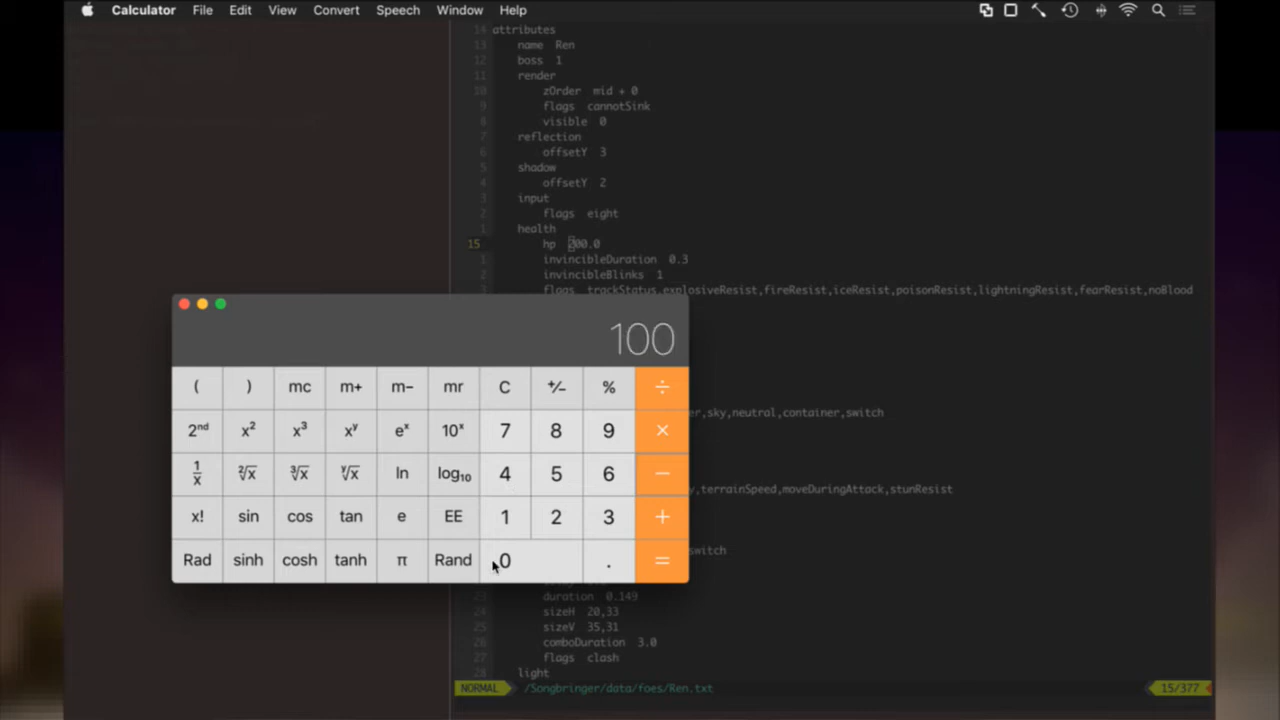 Calculator File Edit View Convert Speech Window Help
14 attributes
13 name Ren
12 boss 1
11 render
10 zOrder mid + 0
9 flags cannotSink
8 visible 0
7 reflection
6 offsetY 3
5 shadow
4 offsetY 2
3 input
2 flags eight
1 health
15 hp 200.0
1 invincibleDuration 0.3
2 invincibleBlinks 1
3 flags trackStatus,explosiveResist,fireResist,iceResist,poisonResist,lightningResist,fearResist,noBlood
100
( ) mc m+ m- mr C +/- % ÷
er,sky,neutral,container,switch
2nd x² x³ xʸ eˣ 10ˣ 7 8 9 ×
1/x ²√x ³√x ʸ√x ln log₁₀ 4 5 6 −
y,terrainSpeed,moveDuringAttack,stunResist
x! sin cos tan e EE 1 2 3 +
switch
Rad sinh cosh tanh π Rand 0 . =
23 duration 0.149
24 sizeH 20,33
25 sizeV 35,31
26 comboDuration 3.0
27 flags clash
28 light
NORMAL /Songbringer/data/foes/Ren.txt 15/377